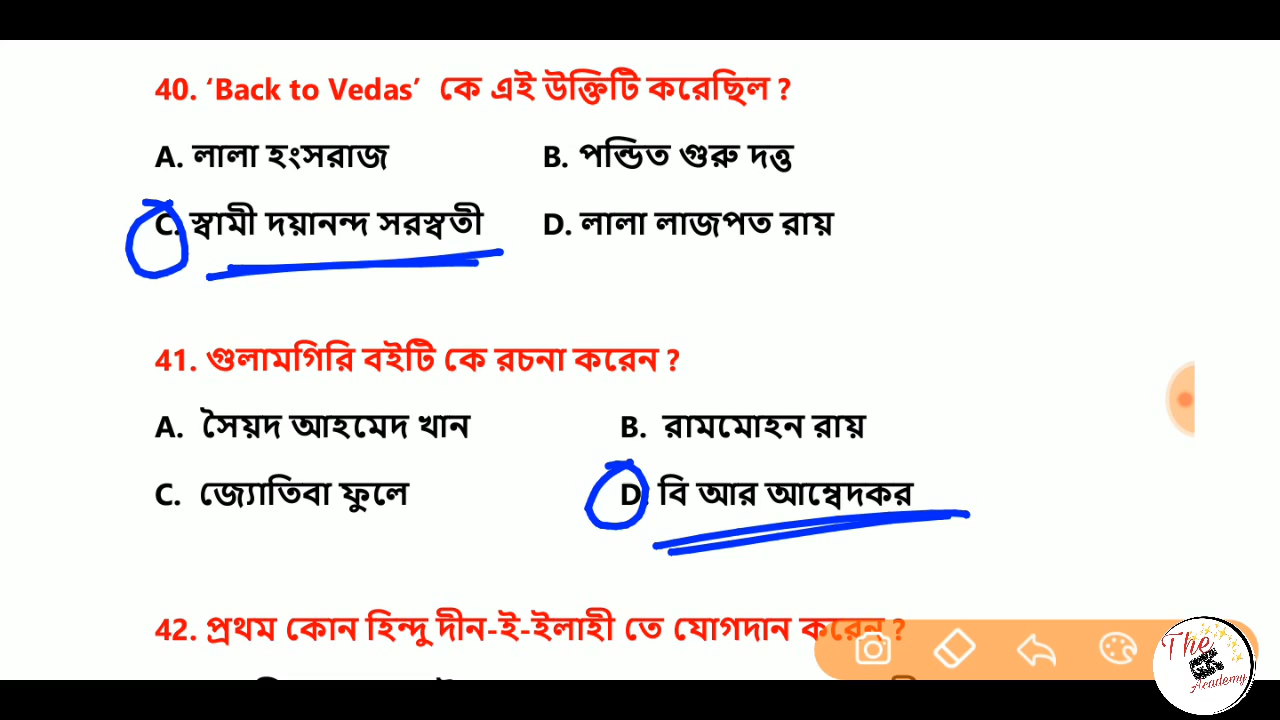 40. ‘Back to Vedas’ কে এই উক্তিটি করেছিল ?
A. লালা হংসরাজ B. পন্ডিত গুরু দত্ত
C. স্বামী দয়ানন্দ সরস্বতী D. লালা লাজপত রায়
41. গুলামগিরি বইটি কে রচনা করেন ?
A. সৈয়দ আহমেদ খান B. রামমোহন রায়
C. জ্যোতিবা ফুলে D. বি আর আম্বেদকর
42. প্রথম কোন হিন্দু দীন-ই-ইলাহী তে যোগদান করেন ?
The
GK
Academy